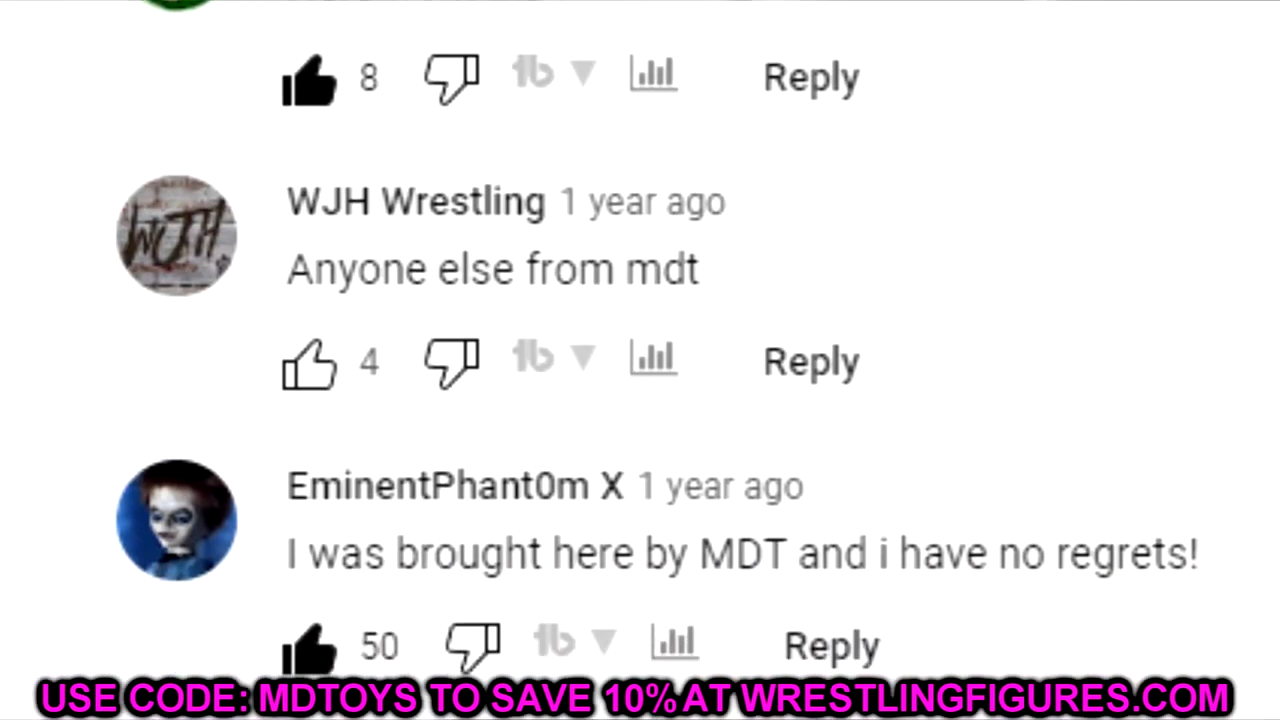 8 Reply
WJH
WJH Wrestling 1 year ago
Anyone else from mdt
4 Reply
EminentPhant0m X 1 year ago
I was brought here by MDT and i have no regrets!
50 Reply
USE CODE: MDTOYS TO SAVE 10% AT WRESTLINGFIGURES.COM